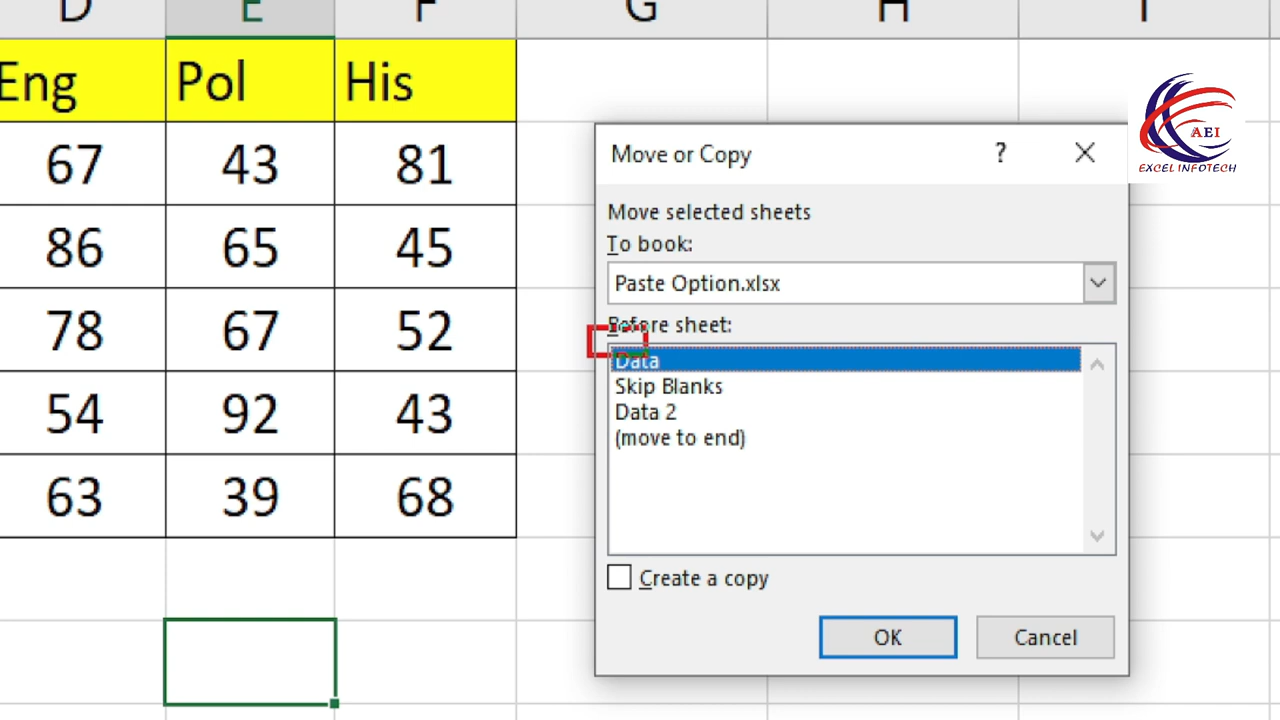 D E F G H I
Eng Pol His
67 43 81
86 65 45
78 67 52
54 92 43
63 39 68
Move or Copy ?
Move selected sheets
To book:
Paste Option.xlsx
Before sheet:
Data
Skip Blanks
Data 2
(move to end)
Create a copy
OK Cancel
AEI
EXCEL INFOTECH